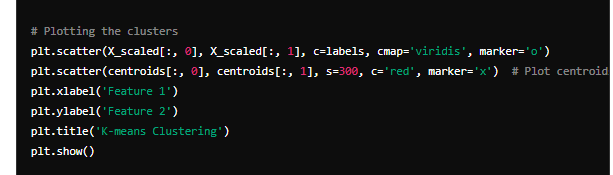 # Plotting the clusters
plt.scatter(X_scaled[:, 0], X_scaled[:, 1], c=labels, cmap='viridis', marker='o')
plt.scatter(centroids[:, 0], centroids[:, 1], s=300, c='red', marker='x')  # Plot centroid
plt.xlabel('Feature 1')
plt.ylabel('Feature 2')
plt.title('K-means Clustering')
plt.show()